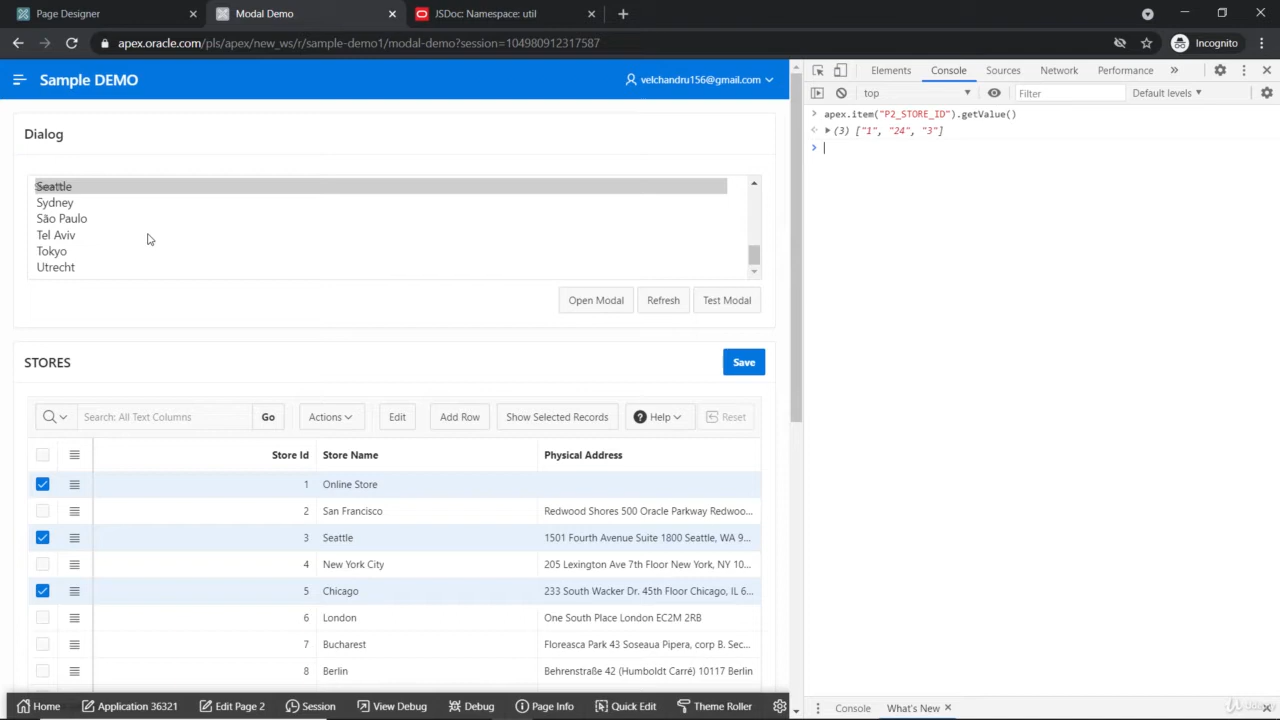 Page Designer
Modal Demo
JSDoc: Namespace: util
apex.oracle.com/pls/apex/new_ws/r/sample-demo1/modal-demo?session=104980912317587
Incognito
Sample DEMO
velchandru156@gmail.com
Dialog
Seattle
Sydney
São Paulo
Tel Aviv
Tokyo
Utrecht
Open Modal
Refresh
Test Modal
STORES
Save
Search: All Text Columns
Go
Actions
Edit
Add Row
Show Selected Records
Help
Reset
Store Id Store Name Physical Address
1 Online Store
2 San Francisco Redwood Shores 500 Oracle Parkway Redwoo...
3 Seattle 1501 Fourth Avenue Suite 1800 Seattle, WA 9...
4 New York City 205 Lexington Ave 7th Floor New York, NY 10...
5 Chicago 233 South Wacker Dr. 45th Floor Chicago, IL 6...
6 London One South Place London EC2M 2RB
7 Bucharest Floreasca Park 43 Soseaua Pipera, corp B. Sec...
8 Berlin Behrenstraße 42 (Humboldt Carré) 10117 Berlin
Home
Application 36321
Edit Page 2
Session
View Debug
Debug
Page Info
Quick Edit
Theme Roller
Elements Console Sources Network Performance
top
Filter
Default levels
apex.item("P2_STORE_ID").getValue()
(3) ["1", "24", "3"]
Console
What's New